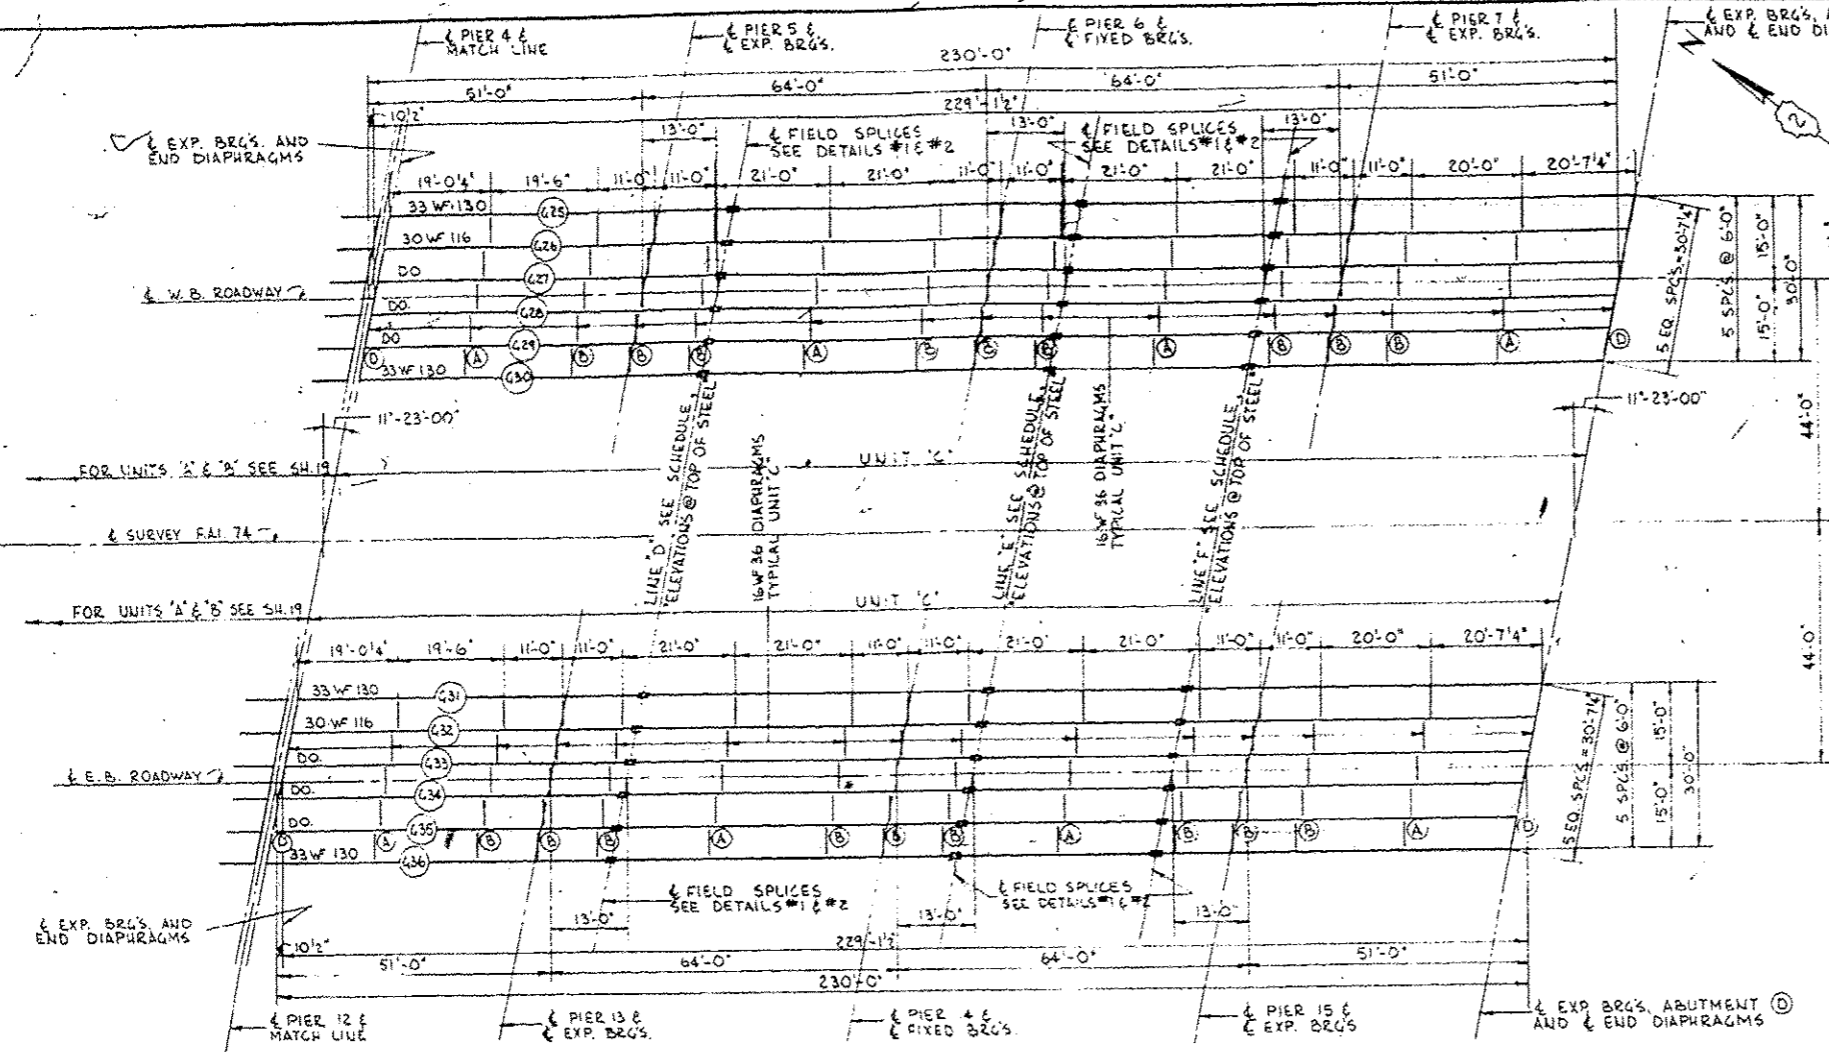 ℄ PIER 4 &
MATCH LINE
℄ PIER 5 &
℄ EXP. BRG'S.
℄ PIER 6 &
℄ FIXED BRG'S.
℄ PIER 7 &
℄ EXP. BRG'S.
℄ EXP. BRG'S.
AND ℄ END
N
2
230'-0"
51'-0"
64'-0"
64'-0"
51'-0"
229'-1½"
10½"
℄ EXP. BRG'S. AND
END DIAPHRAGMS
13'-0"
℄ FIELD SPLICES
SEE DETAILS #1 & #2
13'-0"
℄ FIELD SPLICES
SEE DETAILS #1 & #2
13'-0"
19'-0¼" 19'-6" 11'-0" 11'-0" 21'-0" 21'-0" 11'-0" 11'-0" 21'-0" 21'-0" 11'-0" 11'-0" 20'-0" 20'-7¼"
33 WF 130 G25
30 WF 116 G26
DO G27
℄ W.B. ROADWAY
DO. G28
DO G29
D A B B B A B B A B B B A D
33 WF 130 G30
5 EQ. SPC'S. = 30'-7¼"
5 SPC'S. @ 6'-0"
15'-0"
15'-0"
30'-0"
11°-23'-00"
11°-23'-00"
44'-0"
FOR UNITS 'A' & 'B' SEE SH. 19
UNIT 'C'
LINE "D" SEE SCHEDULE,
"ELEVATIONS @ TOP OF STEEL"
16 WF 36 DIAPHRAGMS
TYPICAL UNIT 'C'
LINE "E" SEE SCHEDULE
"ELEVATIONS @ TOP OF STEEL"
16 WF 36 DIAPHRAGMS
TYPICAL UNIT 'C'
LINE "F" SEE SCHEDULE,
"ELEVATIONS @ TOP OF STEEL"
℄ SURVEY F.A.I. 74
FOR UNITS 'A' & 'B' SEE SH. 19
UNIT 'C'
44'-0"
19'-0¼" 19'-6" 11'-0" 11'-0" 21'-0" 21'-0" 11'-0" 11'-0" 21'-0" 21'-0" 11'-0" 11'-0" 20'-0" 20'-7¼"
33 WF 130 G31
30 WF 116 G32
DO. G33
℄ E.B. ROADWAY
DO. G34
DO. G35
D A B B B A B B B A B B B A D
33 WF 130 G36
5 EQ. SPC'S. = 30'-7¼"
5 SPC'S @ 6'-0"
15'-0"
15'-0"
30'-0"
℄ EXP. BRG'S. AND
END DIAPHRAGMS
℄ FIELD SPLICES
SEE DETAILS #1 & #2
℄ FIELD SPLICES
SEE DETAILS #1 & #2
13'-0"
13'-0"
13'-0"
10½"
229'-1½
51'-0"
64'-0"
64'-0"
51'-0"
230'-0"
℄ PIER 12 &
MATCH LINE
℄ PIER 13 &
℄ EXP. BRG'S.
℄ PIER 4 &
℄ FIXED BRG'S.
℄ PIER 15 &
℄ EXP. BRG'S
℄ EXP. BRG'S. ABUTMENT D
AND ℄ END DIAPHRAGMS